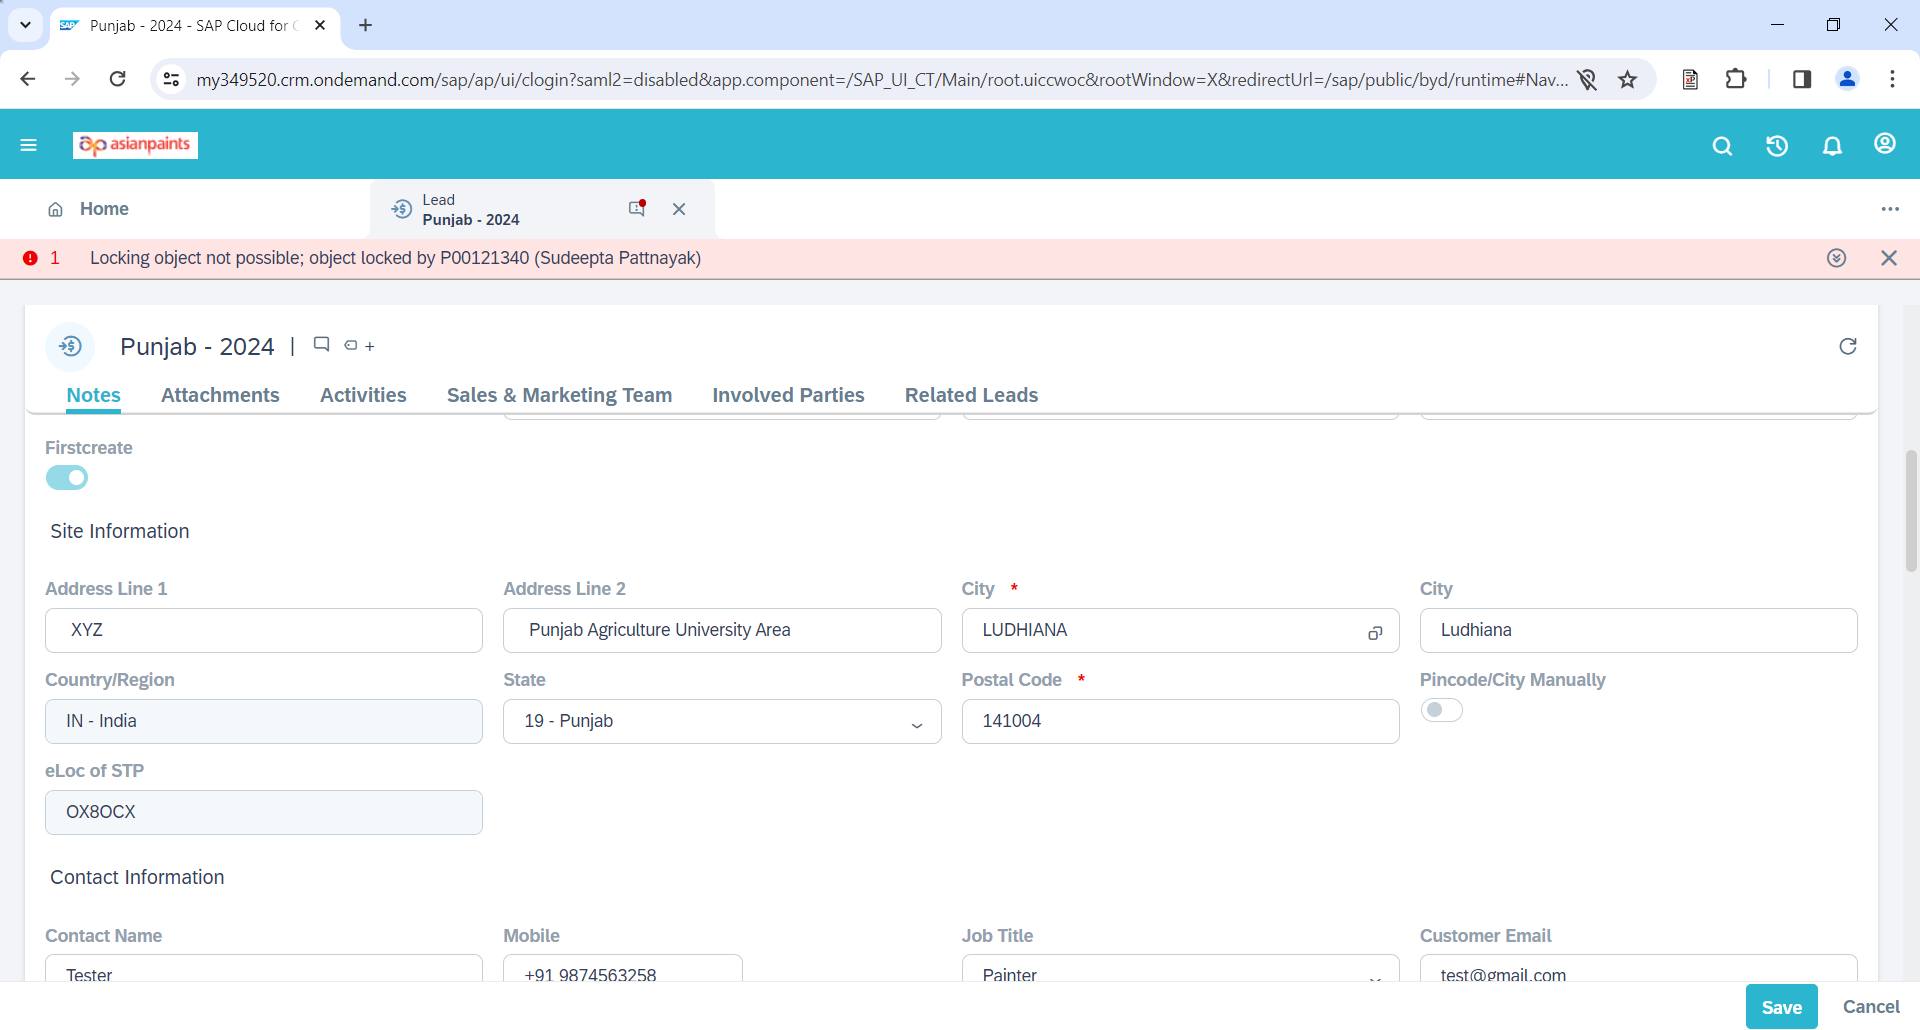 Punjab - 2024 - SAP Cloud for C
my349520.crm.ondemand.com/sap/ap/ui/clogin?saml2=disabled&app.component=/SAP_UI_CT/Main/root.uiccwoc&rootWindow=X&redirectUrl=/sap/public/byd/runtime#Nav...
asianpaints
Home
Lead
Punjab - 2024
1 Locking object not possible; object locked by P00121340 (Sudeepta Pattnayak)
Punjab - 2024 |
Notes Attachments Activities Sales & Marketing Team Involved Parties Related Leads
Firstcreate
Site Information
Address Line 1 Address Line 2 City * City
XYZ Punjab Agriculture University Area LUDHIANA Ludhiana
Country/Region State Postal Code * Pincode/City Manually
IN - India 19 - Punjab 141004
eLoc of STP
OX8OCX
Contact Information
Contact Name Mobile Job Title Customer Email
Tester +91 9874563258 Painter test@gmail.com
Save Cancel